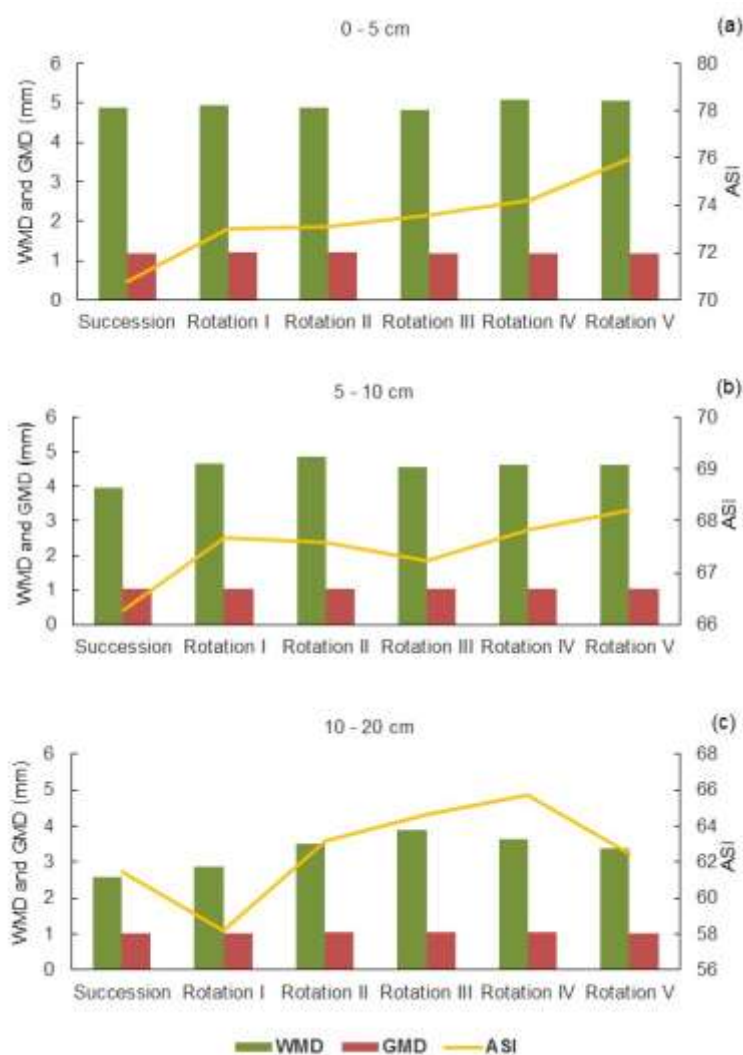 0 - 5 cm
(a)
WMD and GMD (mm)
6
5
4
3
2
1
0
80
78
76
74
72
70
ASI
Succession Rotation I Rotation II Rotation III Rotation IV Rotation V
5 - 10 cm
(b)
WMD and GMD (mm)
6
5
4
3
2
1
0
70
69
68
67
66
ASI
Succession Rotation I Rotation II Rotation III Rotation IV Rotation V
10 - 20 cm
(c)
WMD and GMD (mm)
6
5
4
3
2
1
0
68
66
64
62
60
58
56
ASI
Succession Rotation I Rotation II Rotation III Rotation IV Rotation V
WMD GMD ASI